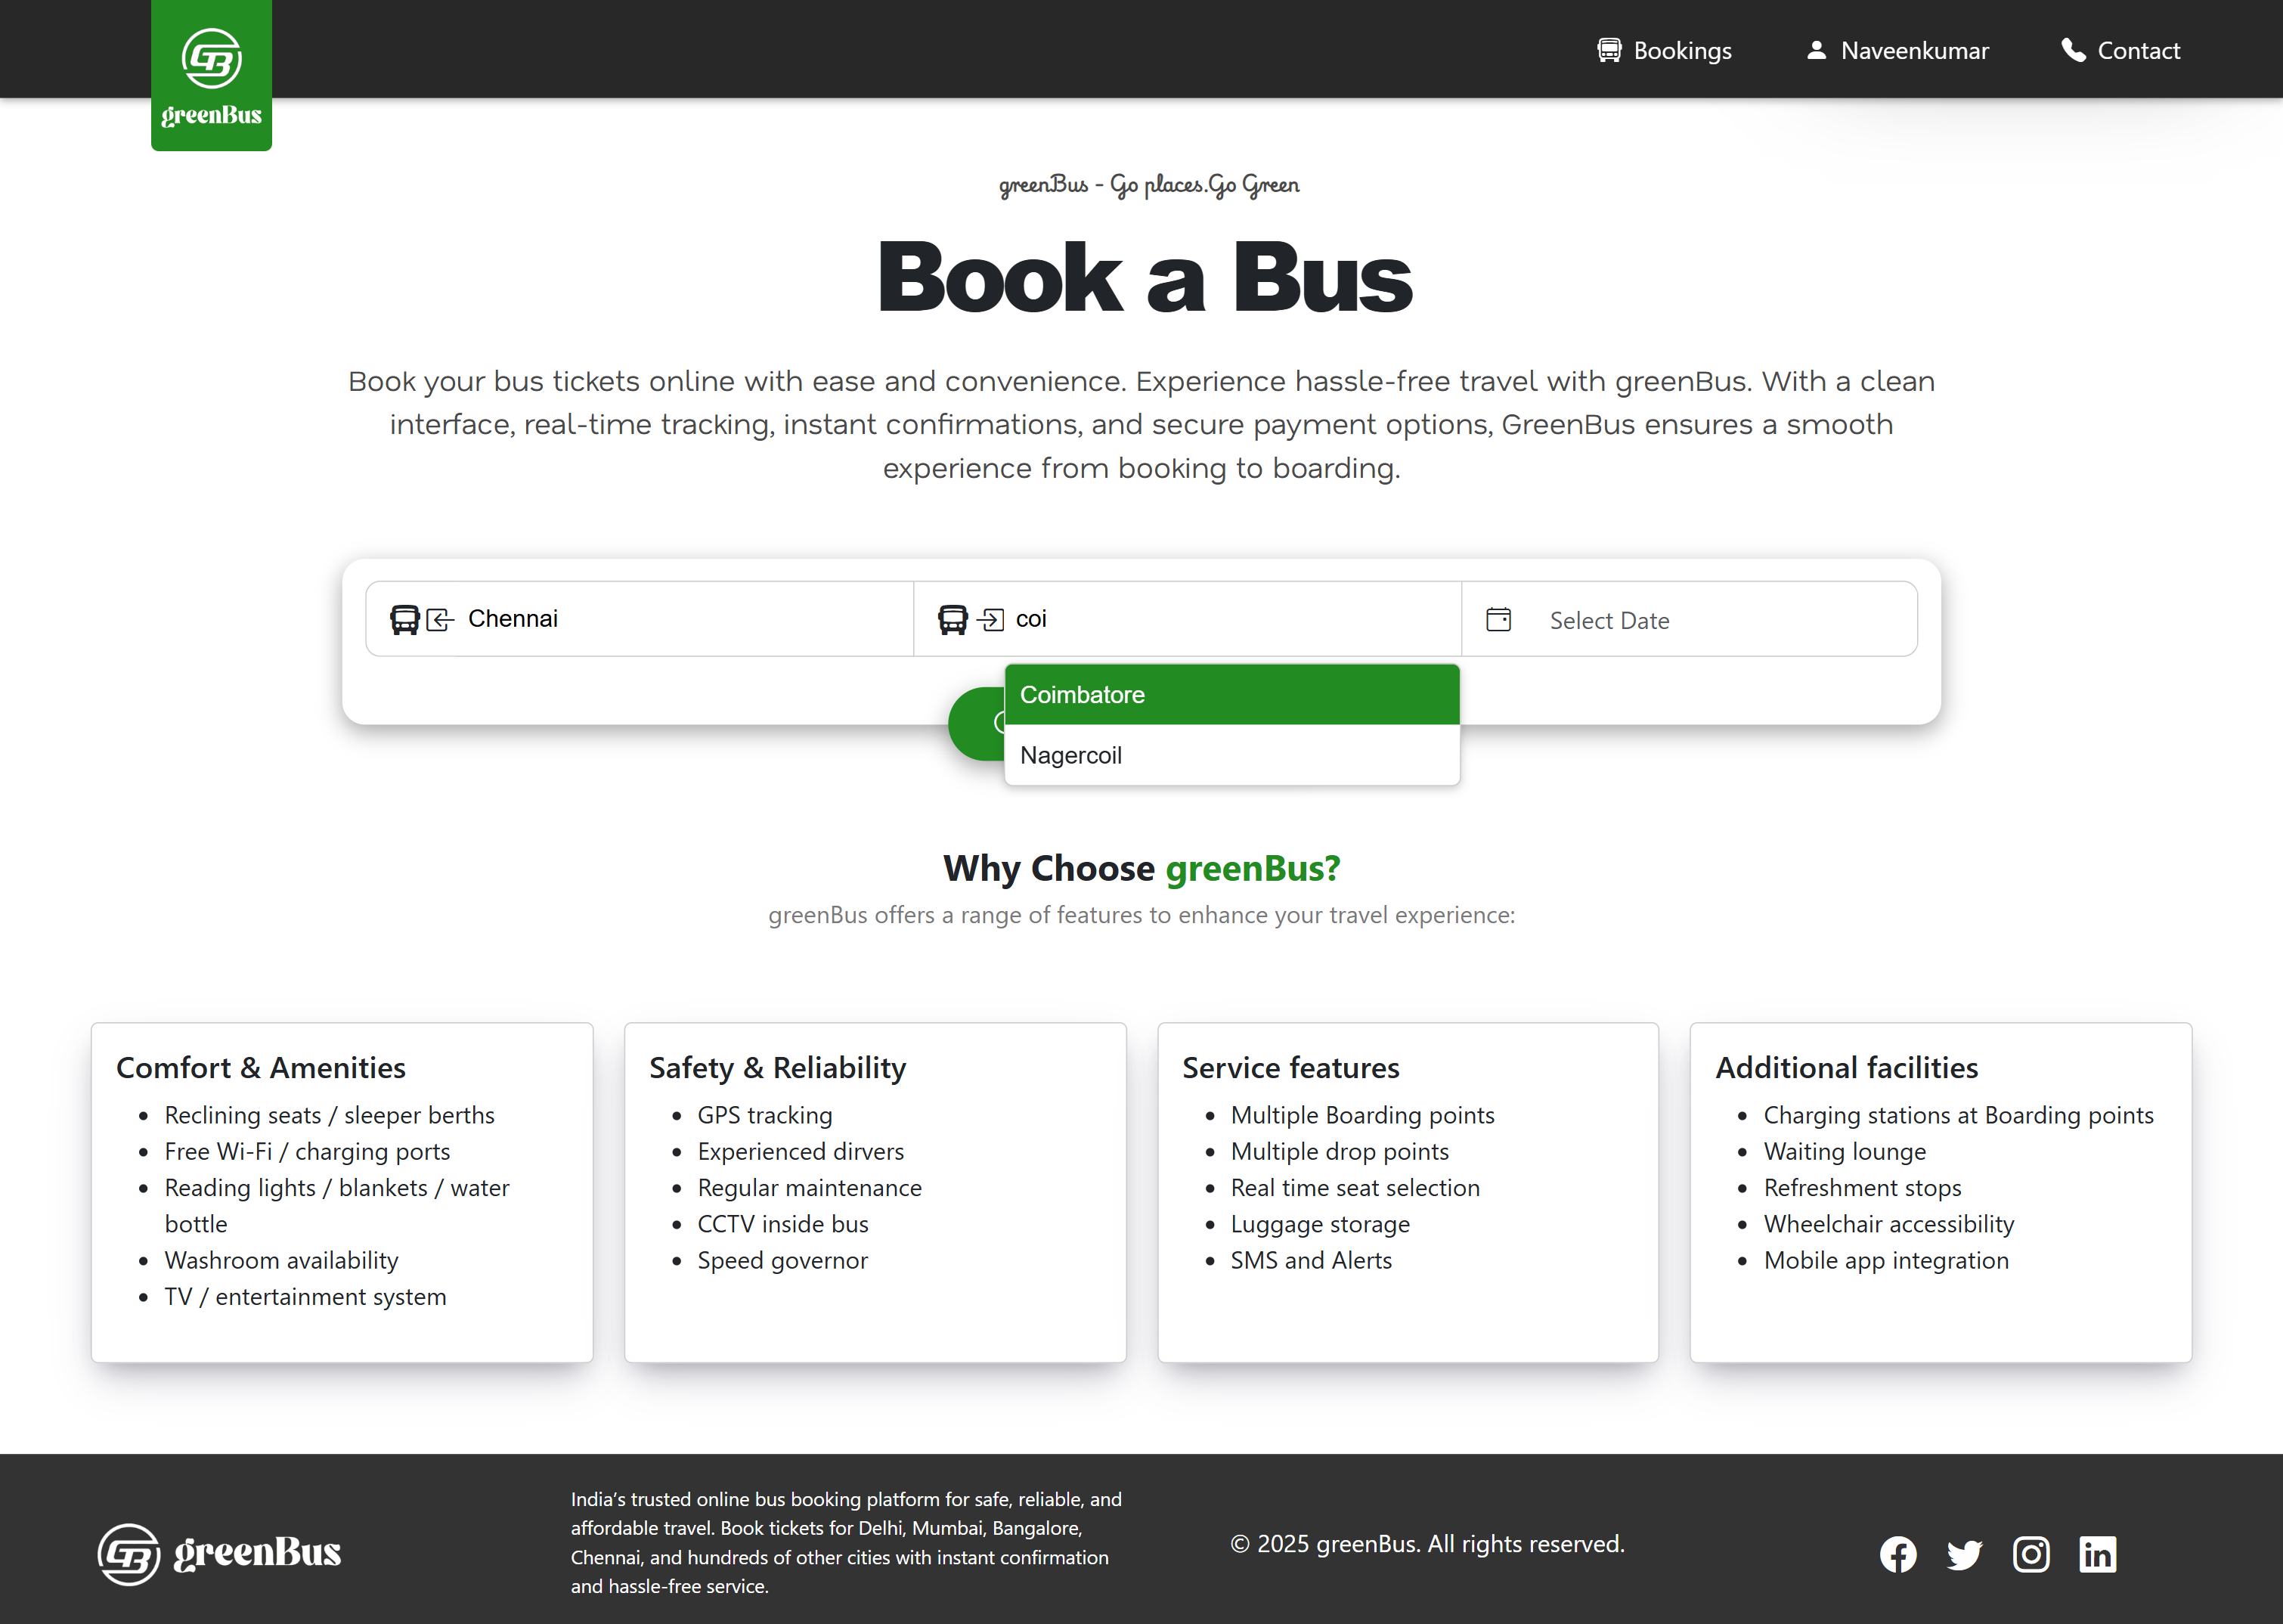 Bookings
Naveenkumar
Contact
GB
greenBus
greenBus - Go places.Go Green
Book a Bus
Book your bus tickets online with ease and convenience. Experience hassle-free travel with greenBus. With a clean
interface, real-time tracking, instant confirmations, and secure payment options, GreenBus ensures a smooth
experience from booking to boarding.
Chennai
coi
Select Date
Coimbatore
Nagercoil
Why Choose greenBus?
greenBus offers a range of features to enhance your travel experience:
Comfort & Amenities
Reclining seats / sleeper berths
Free Wi-Fi / charging ports
Reading lights / blankets / water
bottle
Washroom availability
TV / entertainment system
Safety & Reliability
GPS tracking
Experienced dirvers
Regular maintenance
CCTV inside bus
Speed governor
Service features
Multiple Boarding points
Multiple drop points
Real time seat selection
Luggage storage
SMS and Alerts
Additional facilities
Charging stations at Boarding points
Waiting lounge
Refreshment stops
Wheelchair accessibility
Mobile app integration
GB greenBus
India's trusted online bus booking platform for safe, reliable, and
affordable travel. Book tickets for Delhi, Mumbai, Bangalore,
Chennai, and hundreds of other cities with instant confirmation
and hassle-free service.
© 2025 greenBus. All rights reserved.